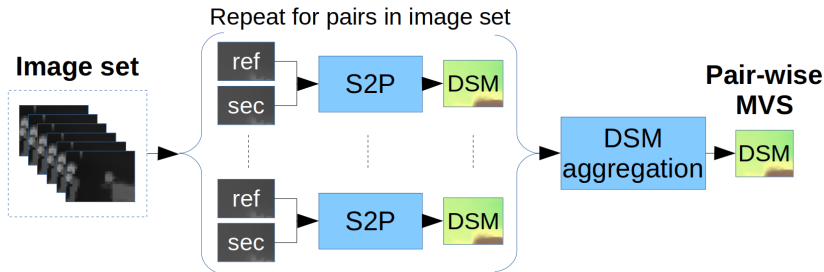 Repeat for pairs in image set
Image set
ref
sec
S2P
DSM
ref
sec
S2P
DSM
DSM
aggregation
Pair-wise
MVS
DSM